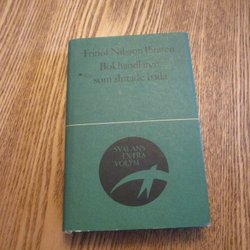 Fritiof Nilsson Piraten
Bokhandlaren
som slutade bada
SVALANS
EXTRA
VOLYM